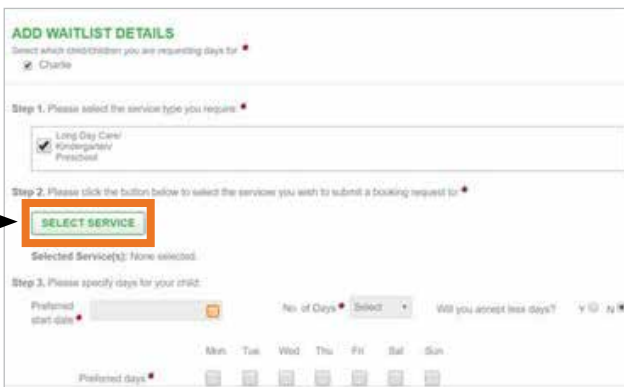 ADD WAITLIST DETAILS
Select which child/children you are requesting days for *
Charlie
Step 1. Please select the service type you require: *
Long Day Care/
Kindergarten/
Preschool
Step 2. Please click the button below to select the services you wish to submit a booking request to: *
SELECT SERVICE
Selected Service(s): None selected.
Step 3. Please specify days for your child:
Preferred
start date * No. of Days * Select Will you accept less days? Y N
Mon Tue Wed Thu Fri Sat Sun
Preferred days *